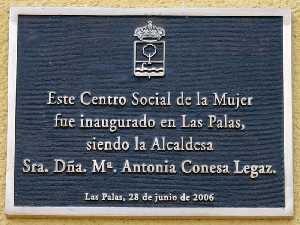 Este Centro Social de la Mujer
fue inaugurado en Las Palas,
siendo la Alcaldesa
Sra. Dña. Mª. Antonia Conesa Legaz.
Las Palas, 28 de junio de 2006